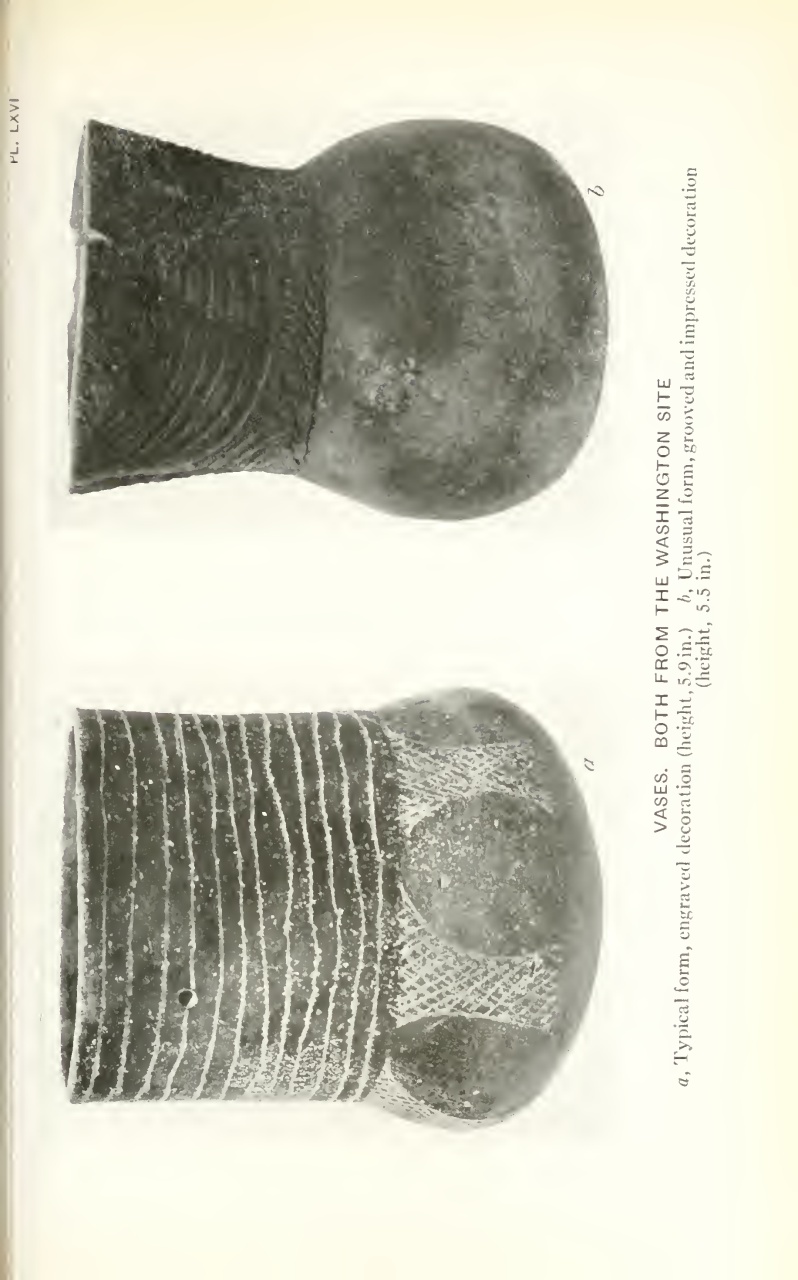 PL. LXVI
a
b
VASES. BOTH FROM THE WASHINGTON SITE
a, Typical form, engraved decoration (height, 5.9 in.) b, Unusual form, grooved and impressed decoration
(height, 5.5 in.)